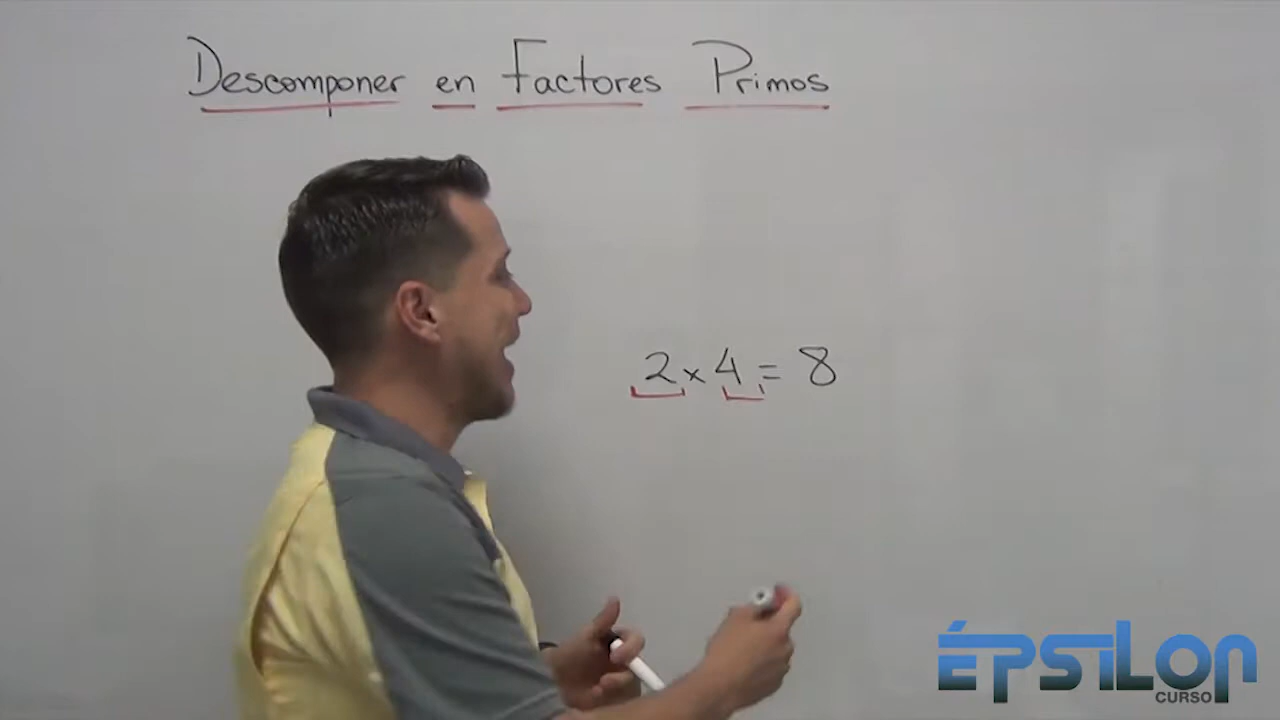 Descomponer en Factores Primos
2 x 4 = 8
ÉPSILON
CURSO